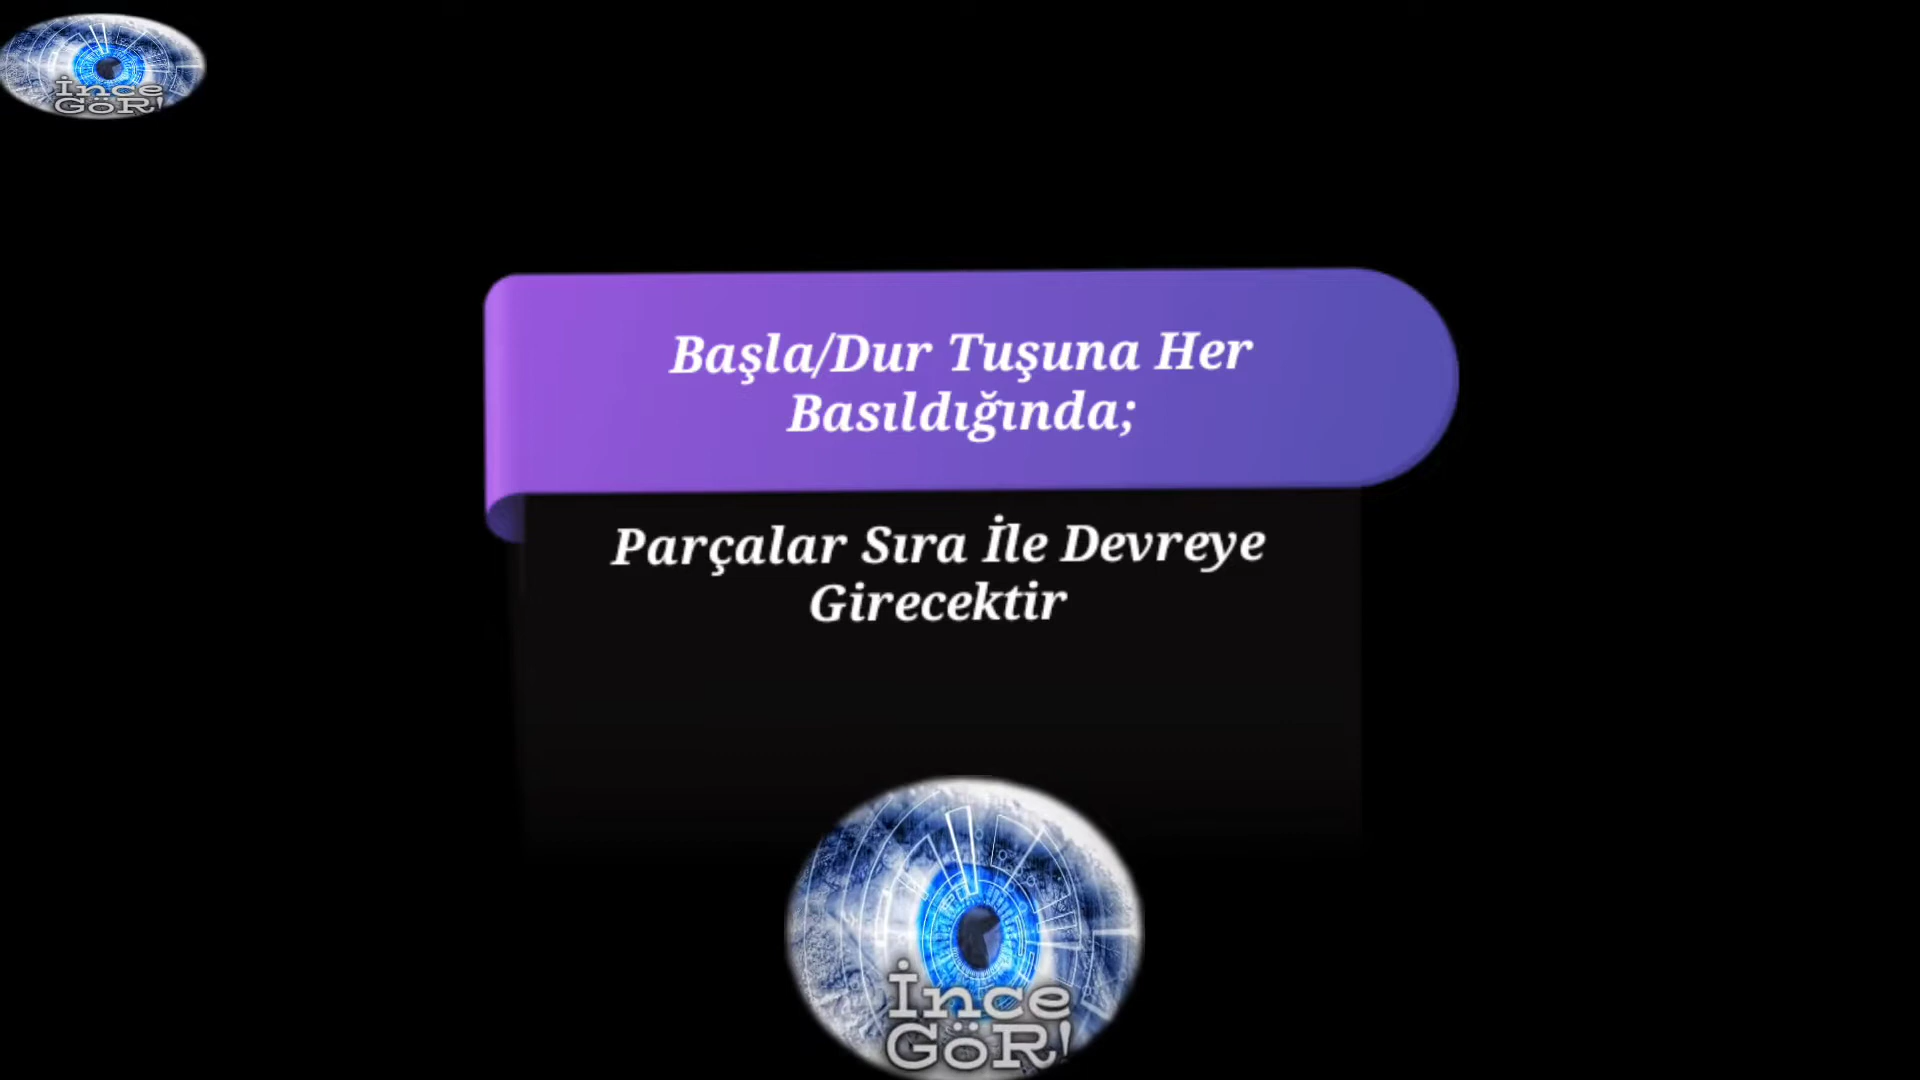 İnce
GöR!
Başla/Dur Tuşuna Her
Basıldığında;
Parçalar Sıra İle Devreye
Girecektir
İnce
GöR!